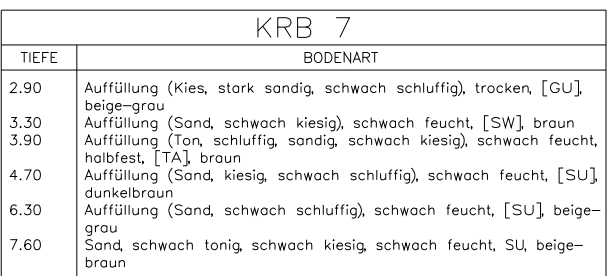 KRB 7
TIEFE BODENART
2.90 Auffüllung (Kies, stark sandig, schwach schluffig), trocken, [GU],
beige-grau
3.30 Auffüllung (Sand, schwach kiesig), schwach feucht, [SW], braun
3.90 Auffüllung (Ton, schluffig, sandig, schwach kiesig), schwach feucht,
halbfest, [TA], braun
4.70 Auffüllung (Sand, kiesig, schwach schluffig), schwach feucht, [SU],
dunkelbraun
6.30 Auffüllung (Sand, schwach schluffig), schwach feucht, [SU], beige-
grau
7.60 Sand, schwach tonig, schwach kiesig, schwach feucht, SU, beige-
braun